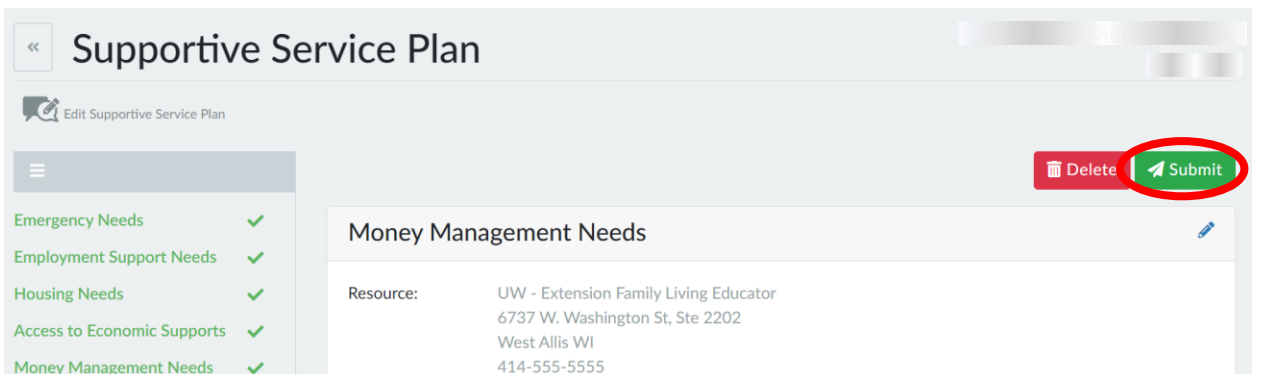 «
Supportive Service Plan
Edit Supportive Service Plan
Delete
Submit
Emergency Needs
Employment Support Needs
Housing Needs
Access to Economic Supports
Money Management Needs
Money Management Needs
Resource:
UW - Extension Family Living Educator
6737 W. Washington St, Ste 2202
West Allis WI
414-555-5555